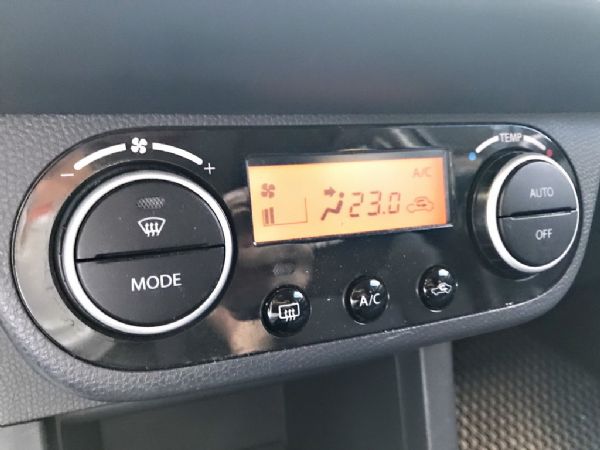 TEMP
- +
A/C
AUTO
23.0
OFF
MODE
A/C